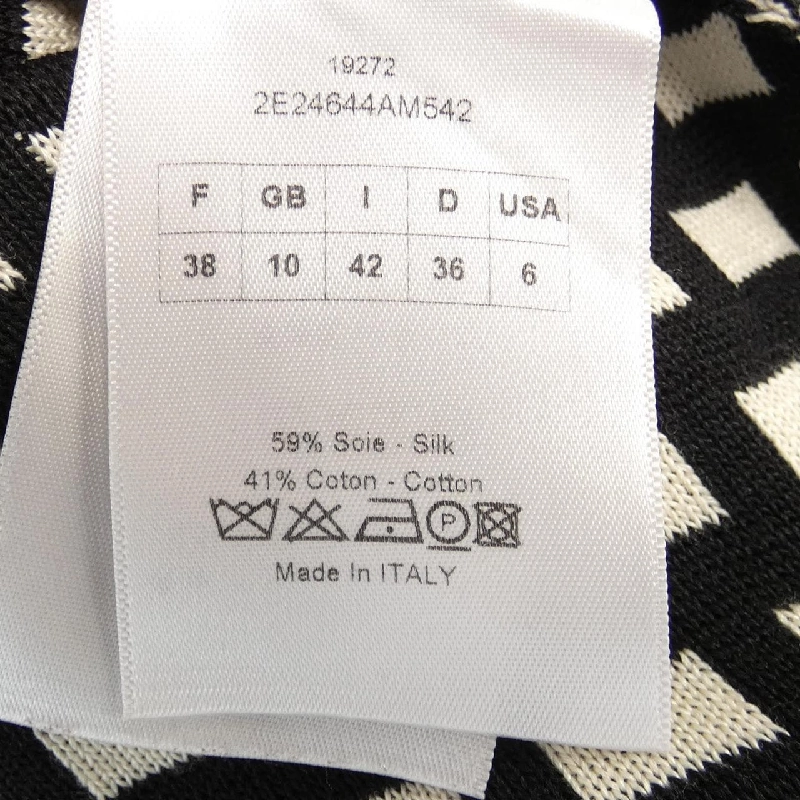 19272
2E24644AM542
F GB I D USA
38 10 42 36 6
59% Soie - Silk
41% Coton - Cotton
P
Made In ITALY